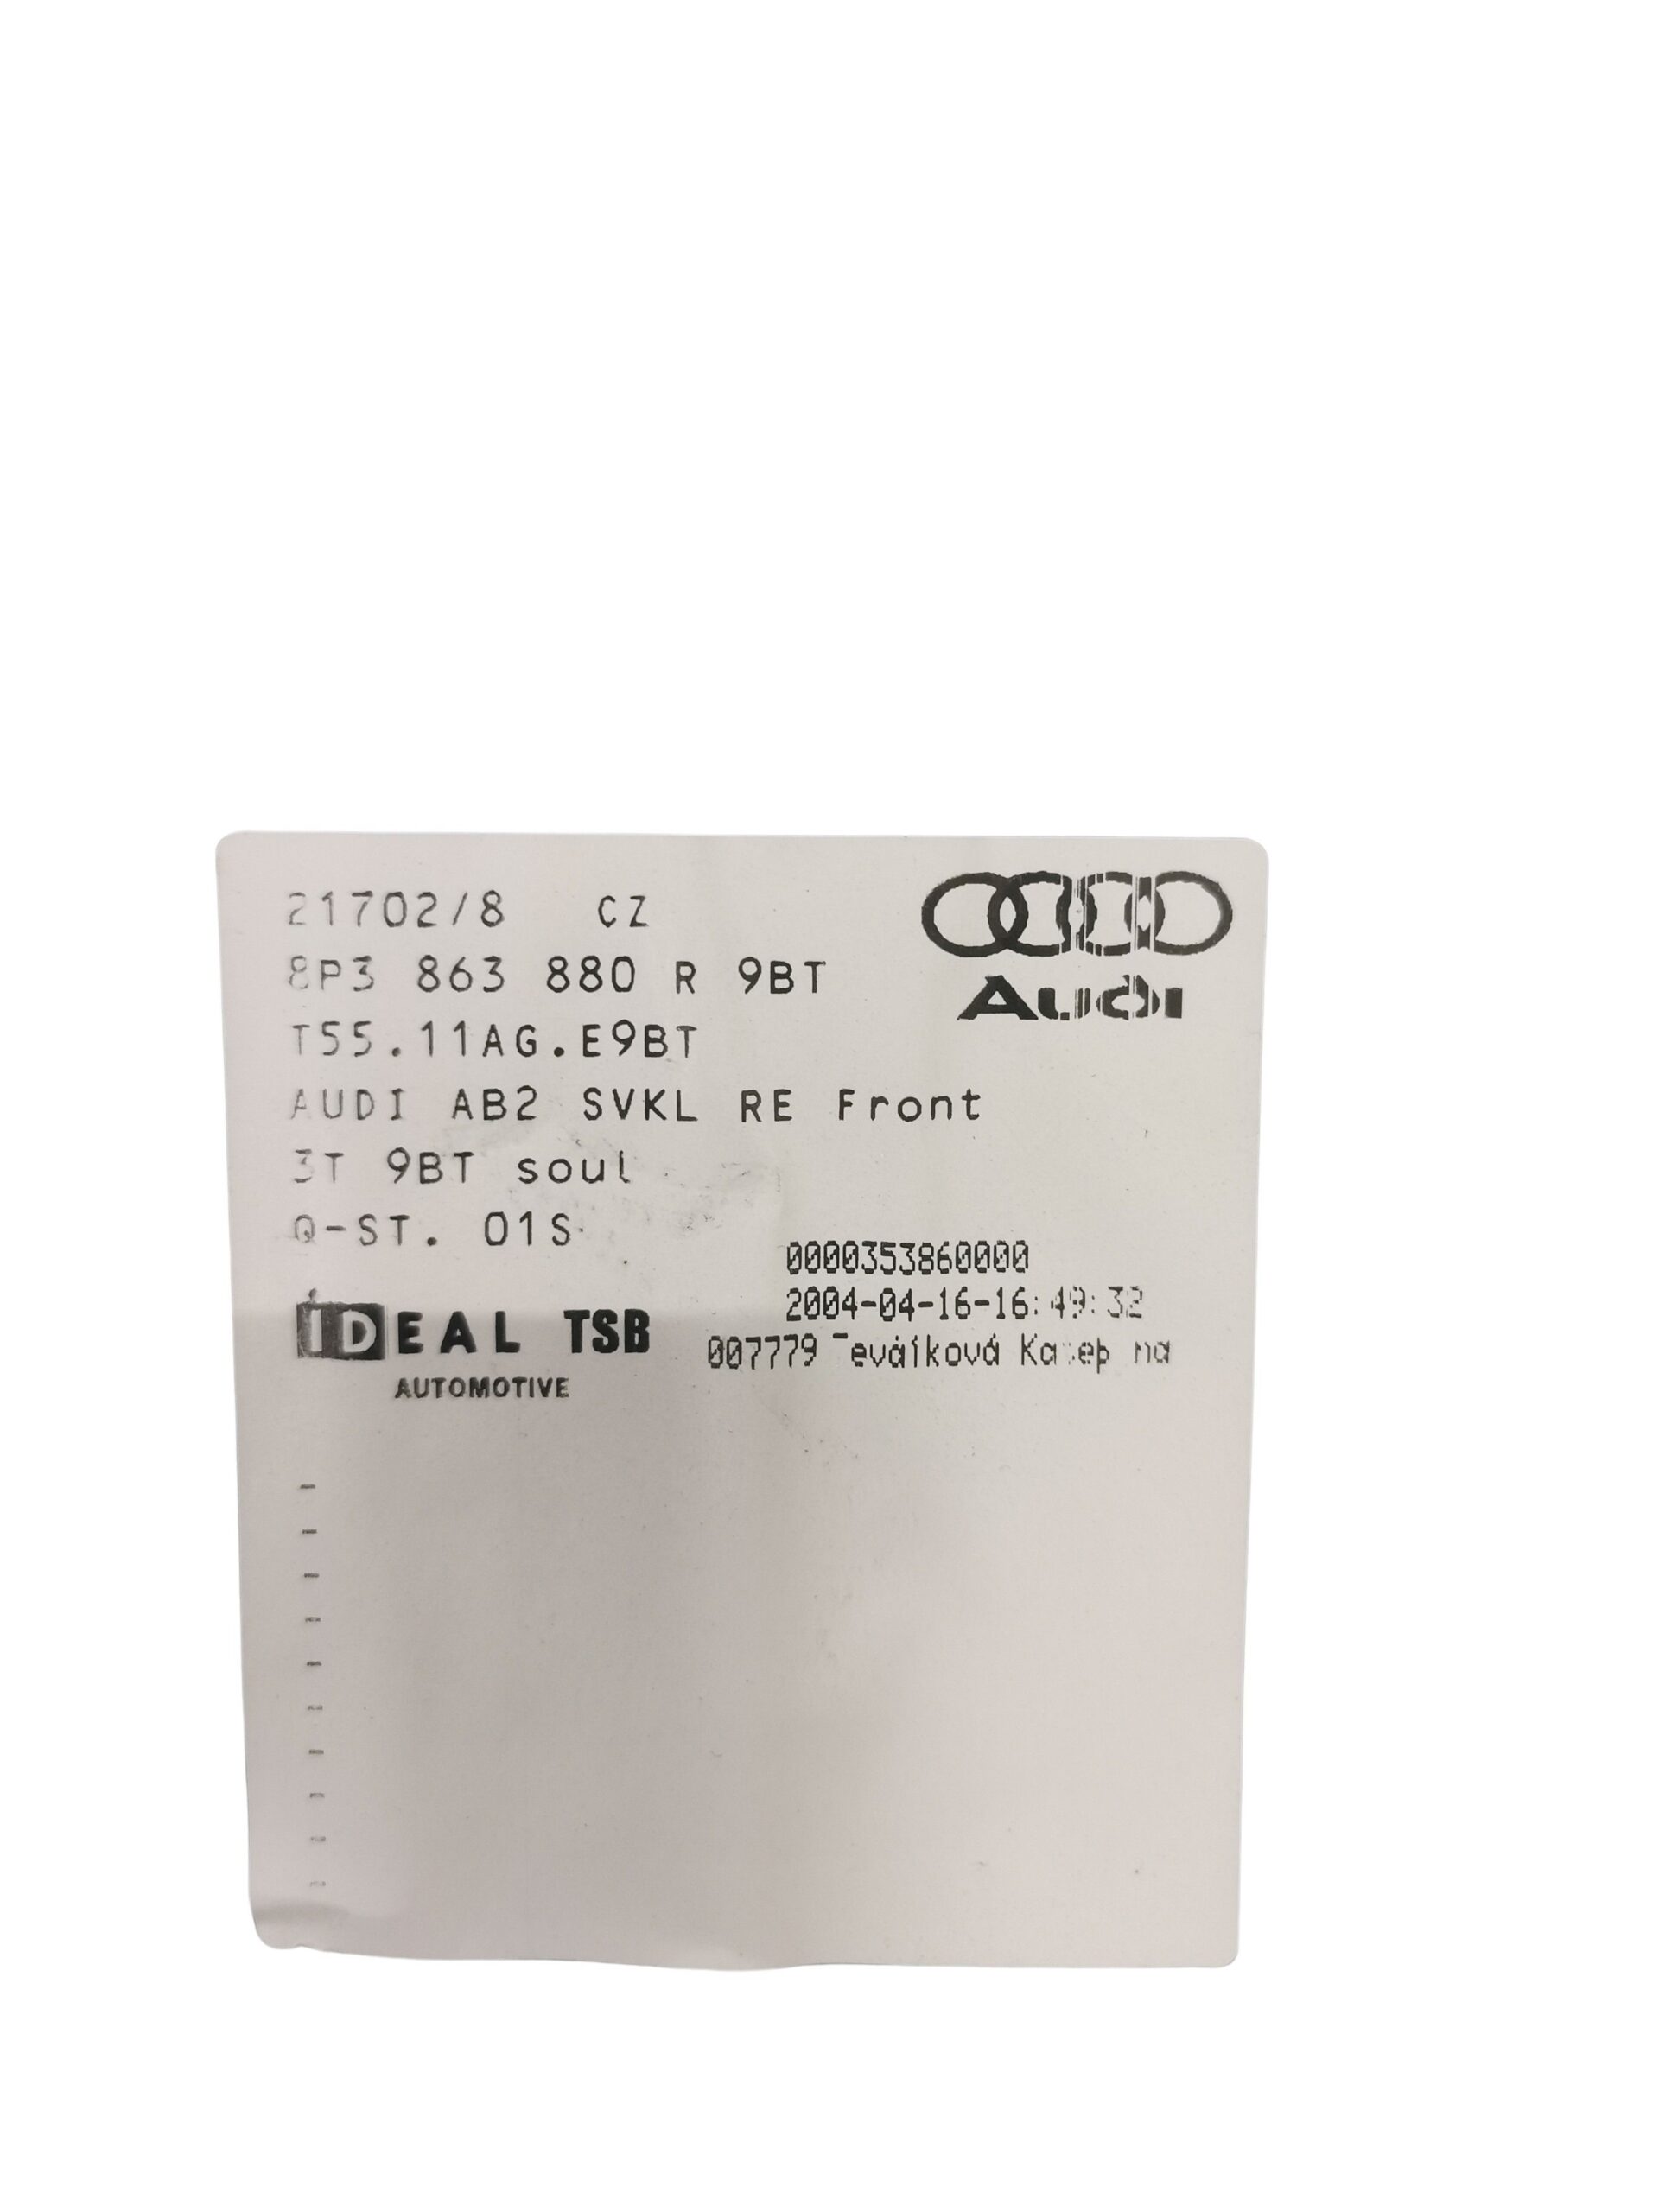 21702/8 CZ
Audi
8P3 863 880 R 9BT
T55.11AG.E9BT
AUDI AB2 SVKL RE Front
3T 9BT soul
Q-ST. 01S
0000353860000
2004-04-16-16:49:32
IDEAL TSB
AUTOMOTIVE
007779